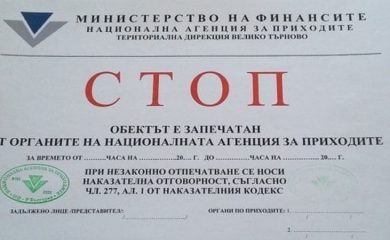 МИНИСТЕРСТВО НА ФИНАНСИТЕ
НАЦИОНАЛНА АГЕНЦИЯ ЗА ПРИХОДИТЕ
ТЕРИТОРИАЛНА ДИРЕКЦИЯ ВЕЛИКО ТЪРНОВО
СТОП
ОБЕКТЪТ Е ЗАПЕЧАТАН
Т ОРГАНИТЕ НА НАЦИОНАЛНАТА АГЕНЦИЯ ЗА ПРИХОДИТЕ
ЗА ВРЕМЕТО ОТ ..........ЧАСА НА ..........20.... Г. ДО ..........ЧАСА НА ..........20.... Г.
ПРИ НЕЗАКОННО ОТПЕЧАТВАНЕ СЕ НОСИ
НАКАЗАТЕЛНА ОТГОВОРНОСТ, СЪГЛАСНО
ЧЛ. 277, АЛ. 1 ОТ НАКАЗАТЕЛНИЯ КОДЕКС
ЗАДЪЛЖЕНО ЛИЦЕ /ПРЕДСТАВИТЕЛ/:
ОРГАНИ ПО ПРИХОДИТЕ:
1.
2.